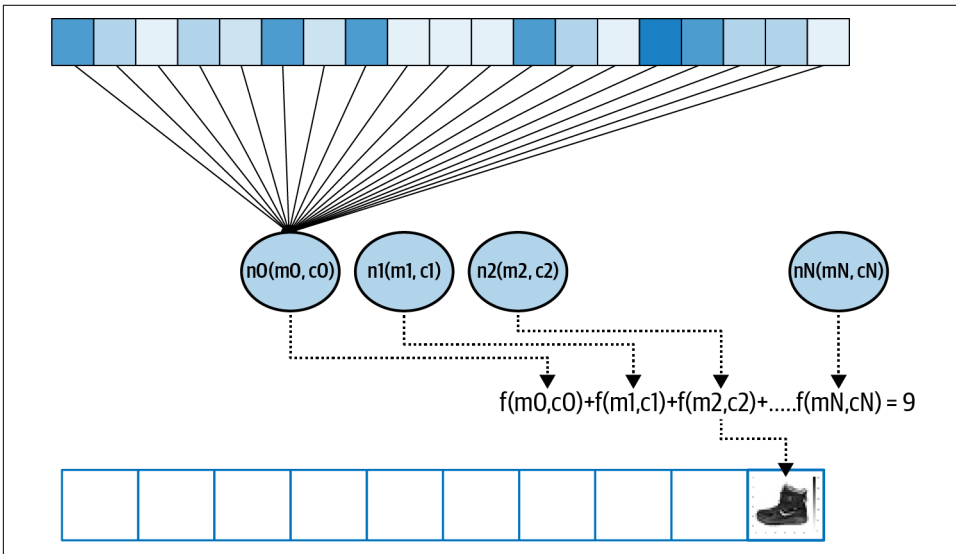 n0(m0, c0) n1(m1, c1) n2(m2, c2) nN(mN, cN)
f(m0,c0)+f(m1,c1)+f(m2,c2)+.....f(mN,cN) = 9